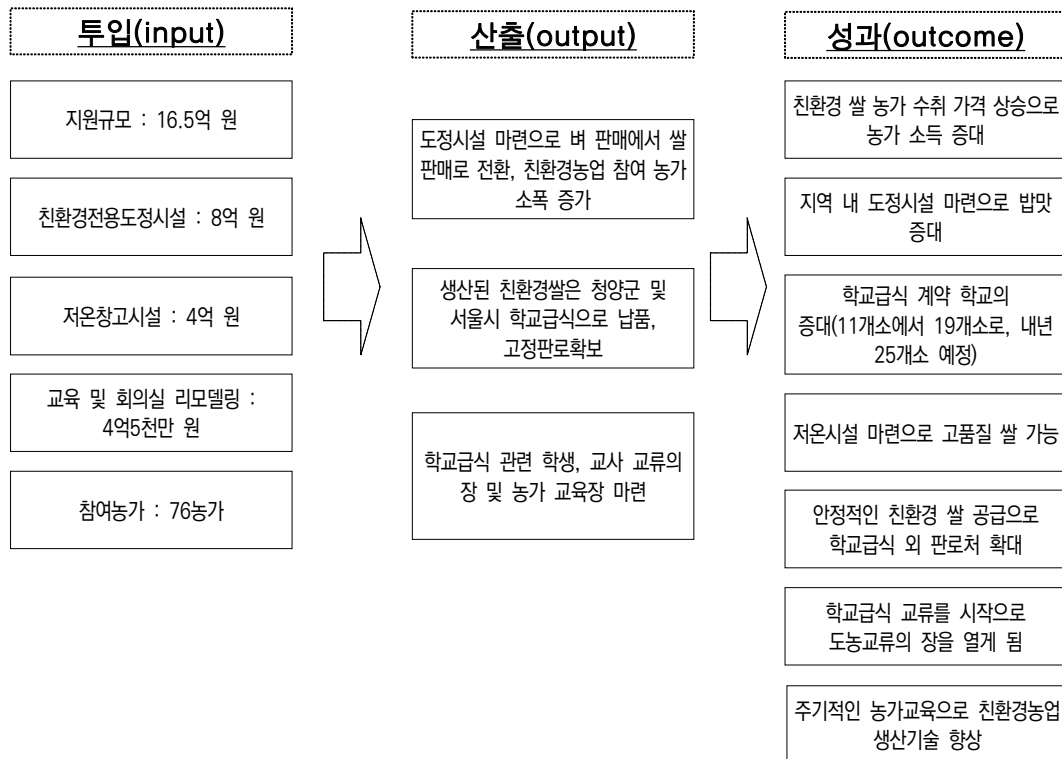 투입(input)
지원규모 : 16.5억 원
친환경전용도정시설 : 8억 원
저온창고시설 : 4억 원
교육 및 회의실 리모델링 :
4억5천만 원
참여농가 : 76농가
산출(output)
도정시설 마련으로 벼 판매에서 쌀
판매로 전환, 친환경농업 참여 농가
소폭 증가
생산된 친환경쌀은 청양군 및
서울시 학교급식으로 납품,
고정판로확보
학교급식 관련 학생, 교사 교류의
장 및 농가 교육장 마련
성과(outcome)
친환경 쌀 농가 수취 가격 상승으로
농가 소득 증대
지역 내 도정시설 마련으로 밥맛
증대
학교급식 계약 학교의
증대(11개소에서 19개소로, 내년
25개소 예정)
저온시설 마련으로 고품질 쌀 가능
안정적인 친환경 쌀 공급으로
학교급식 외 판로처 확대
학교급식 교류를 시작으로
도농교류의 장을 열게 됨
주기적인 농가교육으로 친환경농업
생산기술 향상